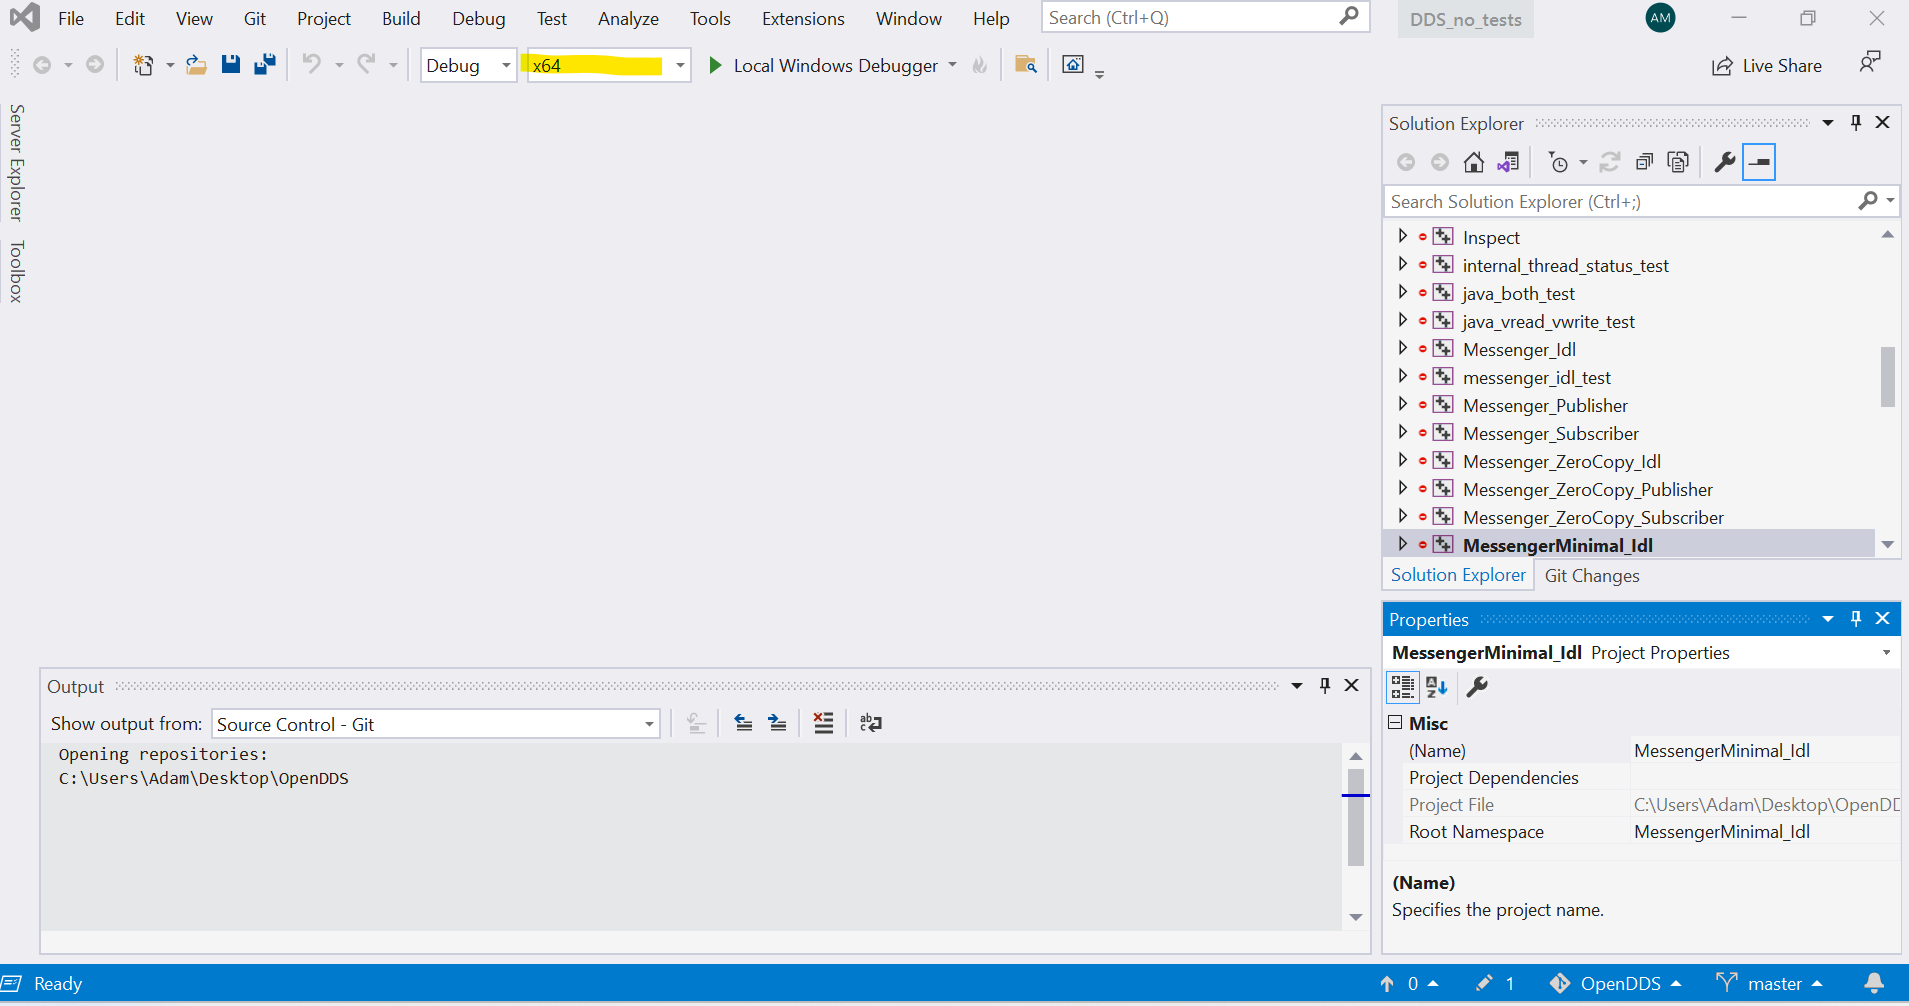 File Edit View Git Project Build Debug Test Analyze Tools Extensions Window Help Search (Ctrl+Q) DDS_no_tests AM
Debug x64 Local Windows Debugger Live Share
Server Explorer
Toolbox
Solution Explorer
Search Solution Explorer (Ctrl+;)
Inspect
internal_thread_status_test
java_both_test
java_vread_vwrite_test
Messenger_Idl
messenger_idl_test
Messenger_Publisher
Messenger_Subscriber
Messenger_ZeroCopy_Idl
Messenger_ZeroCopy_Publisher
Messenger_ZeroCopy_Subscriber
MessengerMinimal_Idl
Solution Explorer Git Changes
Properties
MessengerMinimal_Idl Project Properties
Misc
(Name) MessengerMinimal_Idl
Project Dependencies
Project File C:\Users\Adam\Desktop\OpenDD
Root Namespace MessengerMinimal_Idl
(Name)
Specifies the project name.
Output
Show output from: Source Control - Git
Opening repositories:
C:\Users\Adam\Desktop\OpenDDS
Ready 0 1 OpenDDS master